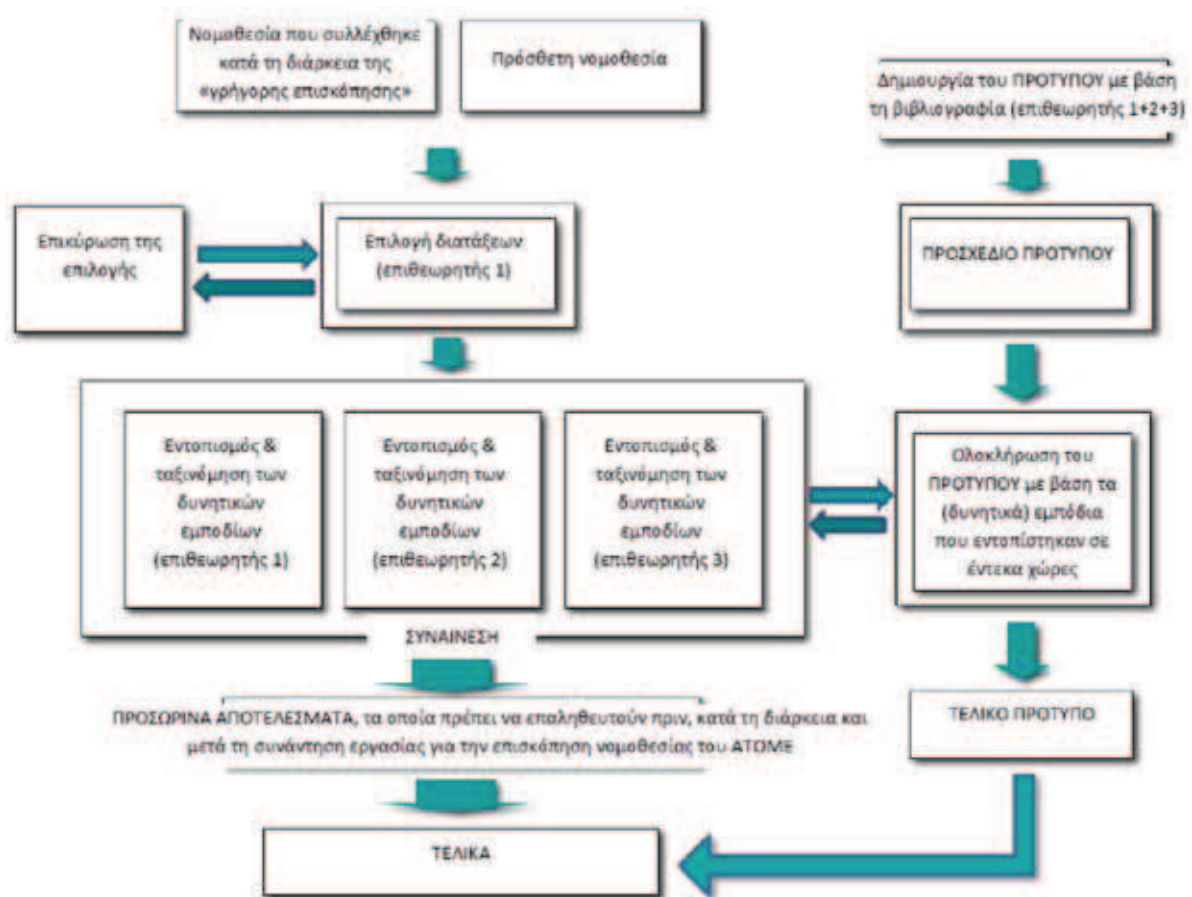 Νομοθεσία που συλλέχθηκε
κατά τη διάρκεια της
«γρήγορης επισκόπησης»
Πρόσθετη νομοθεσία
Δημιουργία του ΠΡΟΤΥΠΟΥ με βάση
τη βιβλιογραφία (επιθεωρητής 1+2+3)
Επικύρωση της
επιλογής
Επιλογή διατάξεων
(επιθεωρητής 1)
ΠΡΟΣΧΕΔΙΟ ΠΡΟΤΥΠΟΥ
Εντοπισμός &
ταξινόμηση των
δυνητικών
εμποδίων
(επιθεωρητής 1)
Εντοπισμός &
ταξινόμηση των
δυνητικών
εμποδίων
(επιθεωρητής 2)
Εντοπισμός &
ταξινόμηση των
δυνητικών
εμποδίων
(επιθεωρητής 3)
Ολοκλήρωση του
ΠΡΟΤΥΠΟΥ με βάση τα
(δυνητικά) εμπόδια
που εντοπίστηκαν σε
έντεκα χώρες
ΣΥΝΑΙΝΕΣΗ
ΠΡΟΣΩΡΙΝΑ ΑΠΟΤΕΛΕΣΜΑΤΑ, τα οποία πρέπει να επαληθευτούν πριν, κατά τη διάρκεια και
μετά τη συνάντηση εργασίας για την επισκόπηση νομοθεσίας του ATOME
ΤΕΛΙΚΟ ΠΡΟΤΥΠΟ
ΤΕΛΙΚΑ